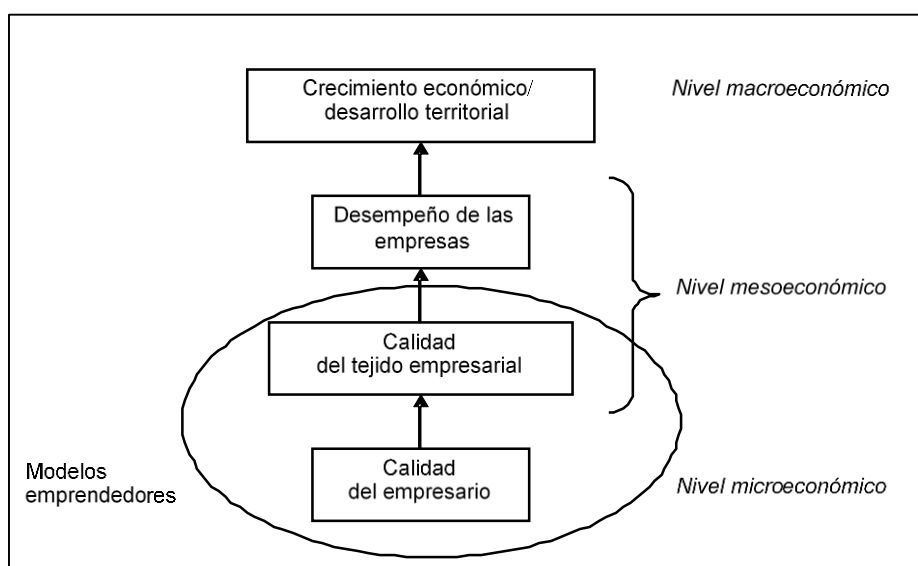 Crecimiento económico/
desarrollo territorial
Nivel macroeconómico
Desempeño de las
empresas
Nivel mesoeconómico
Calidad
del tejido empresarial
Modelos
emprendedores
Calidad
del empresario
Nivel microeconómico